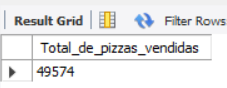 Result Grid Filter Rows
Total_de_pizzas_vendidas
49574